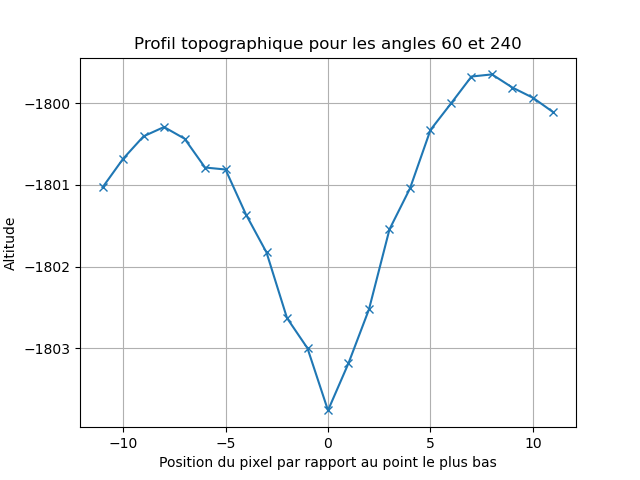 Profil topographique pour les angles 60 et 240
Altitude
−1800
−1801
−1802
−1803
−10 −5 0 5 10
Position du pixel par rapport au point le plus bas